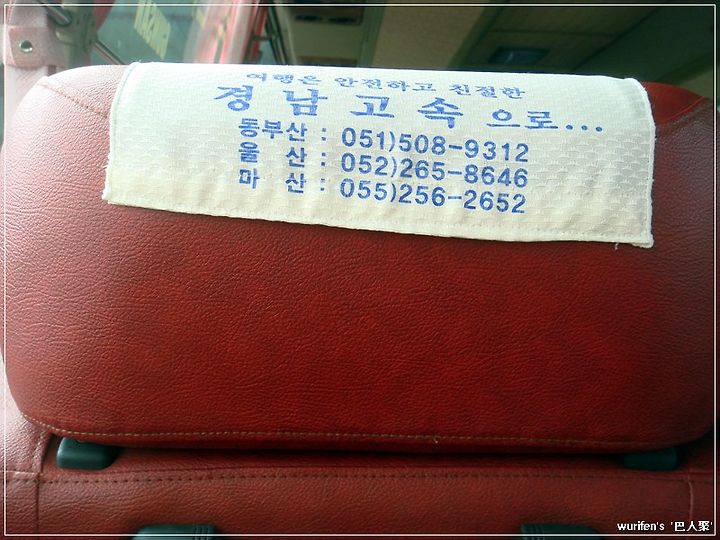 여행은 안전하고 친절한
경남고속 으로...
동부산 : 051)508-9312
울 산 : 052)265-8646
마 산 : 055)256-2652
wurifen's '巴人聚'